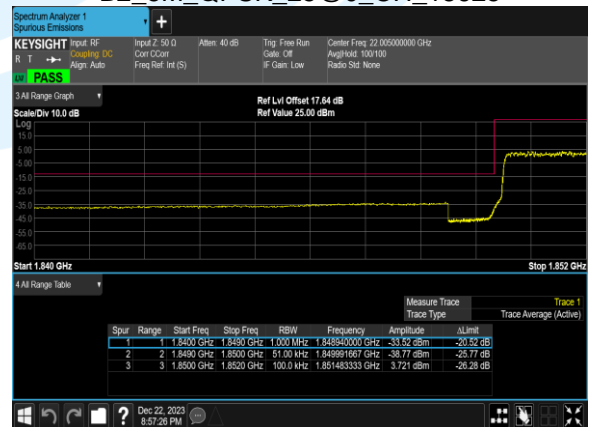 Spectrum Analyzer 1
Spurious Emissions
+
KEYSIGHT Input: RF Input Z: 50 Ω Atten: 40 dB Trig: Free Run Center Freq: 22.005000000 GHz
R T Coupling: DC Corr CCorr Gate: Off Avg|Hold: 100/100
Align: Auto Freq Ref: Int (S) IF Gain: Low Radio Std: None
LV PASS
3 All Range Graph Ref Lvl Offset 17.64 dB
Scale/Div 10.0 dB Ref Value 25.00 dBm
Log
15.0
5.00
-5.00
-15.0
-25.0
-35.0
-45.0
-55.0
-65.0
Start 1.840 GHz Stop 1.852 GHz
4 All Range Table
Measure Trace Trace 1
Trace Type Trace Average (Active)
Spur Range Start Freq Stop Freq RBW Frequency Amplitude ΔLimit
1 1 1.8400 GHz 1.8490 GHz 1.000 MHz 1.848940000 GHz -33.52 dBm -20.52 dB
2 2 1.8490 GHz 1.8500 GHz 51.00 kHz 1.849991667 GHz -38.77 dBm -25.77 dB
3 3 1.8500 GHz 1.8520 GHz 100.0 kHz 1.851483333 GHz 3.721 dBm -26.28 dB
? Dec 22, 2023
8:57:26 PM